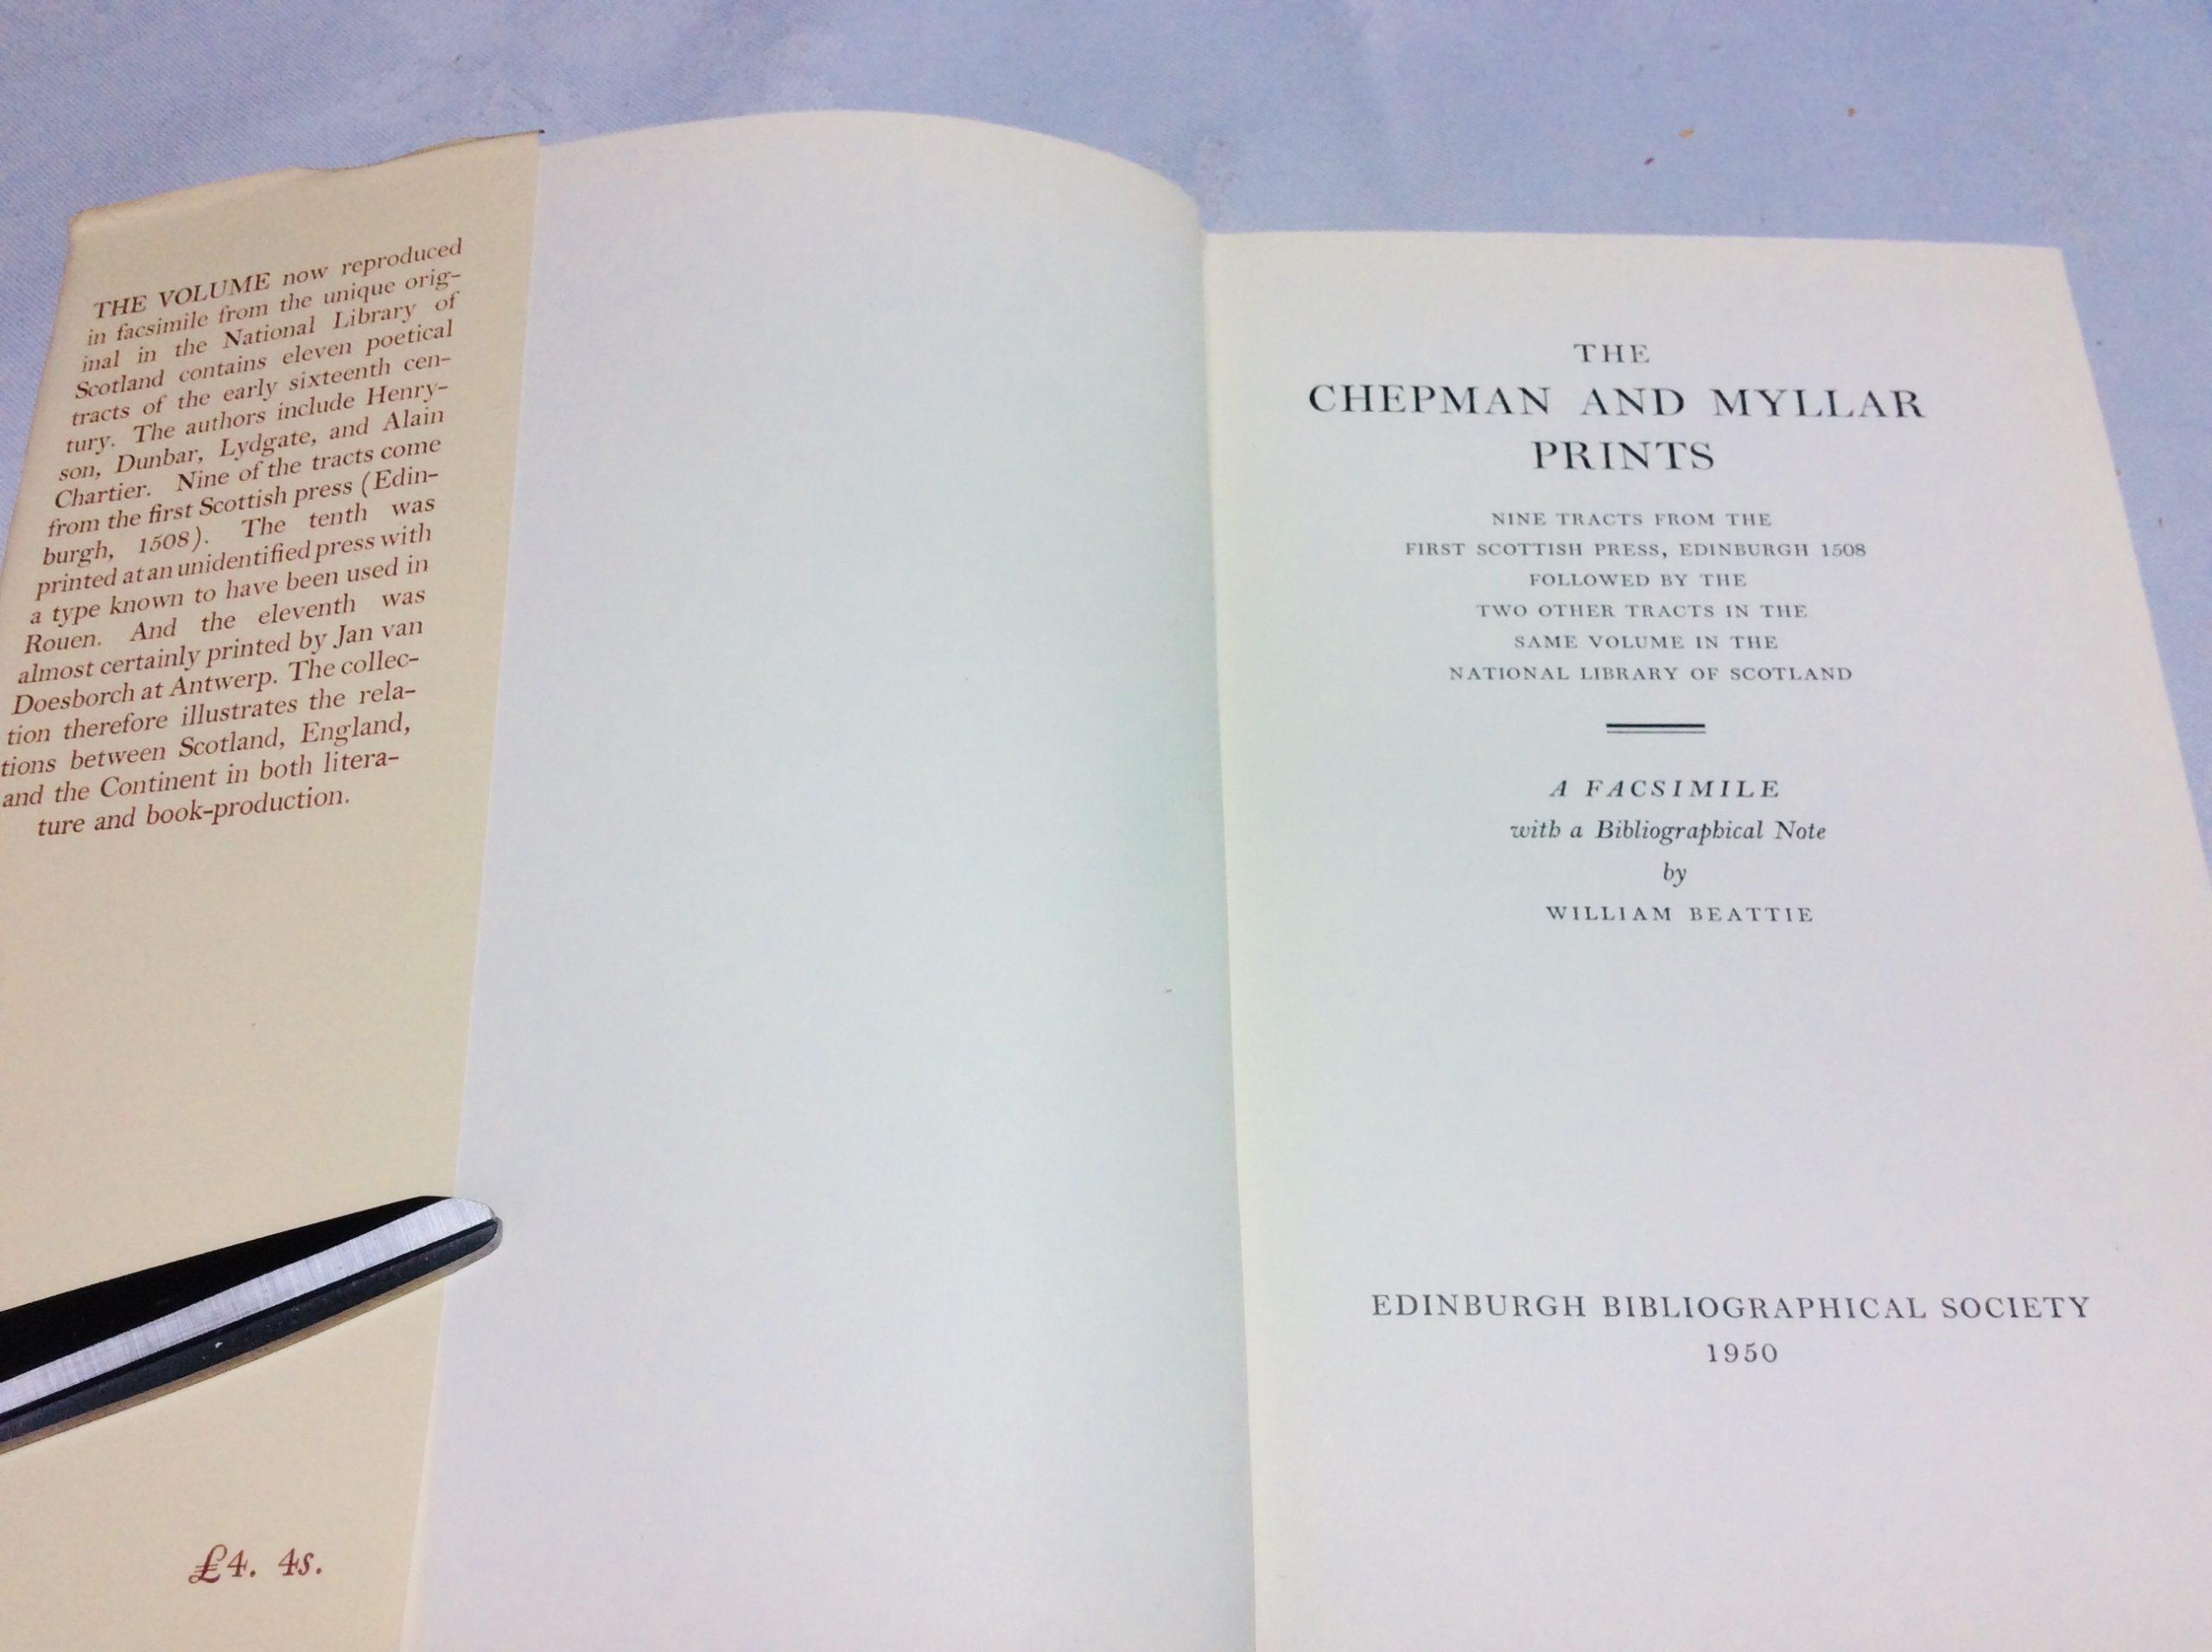 THE VOLUME now reproduced
in facsimile from the unique orig-
inal in the National Library of
Scotland contains eleven poetical
tracts of the early sixteenth cen-
tury. The authors include Henry-
son, Dunbar, Lydgate, and Alain
Chartier. Nine of the tracts come
from the first Scottish press (Edin-
burgh, 1508). The tenth was
printed at an unidentified press with
a type known to have been used in
Rouen. And the eleventh was
almost certainly printed by Jan van
Doesborch at Antwerp. The collec-
tion therefore illustrates the rela-
tions between Scotland, England,
and the Continent in both litera-
ture and book-production.
£4. 4s.
THE
CHEPMAN AND MYLLAR
PRINTS
NINE TRACTS FROM THE
FIRST SCOTTISH PRESS, EDINBURGH 1508
FOLLOWED BY THE
TWO OTHER TRACTS IN THE
SAME VOLUME IN THE
NATIONAL LIBRARY OF SCOTLAND
A FACSIMILE
with a Bibliographical Note
by
WILLIAM BEATTIE
EDINBURGH BIBLIOGRAPHICAL SOCIETY
1950